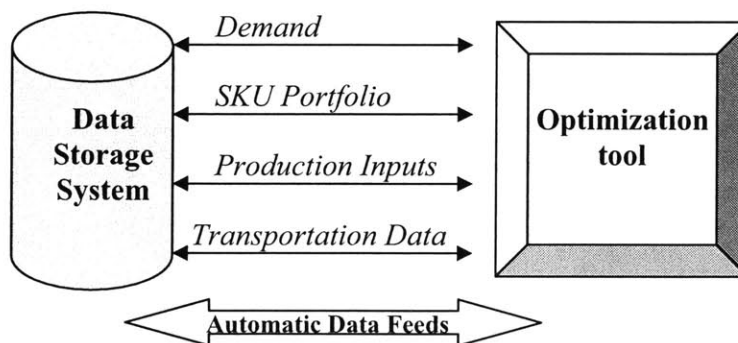 Demand
SKU Portfolio
Data
Storage
System
Optimization
tool
Production Inputs
Transportation Data
Automatic Data Feeds